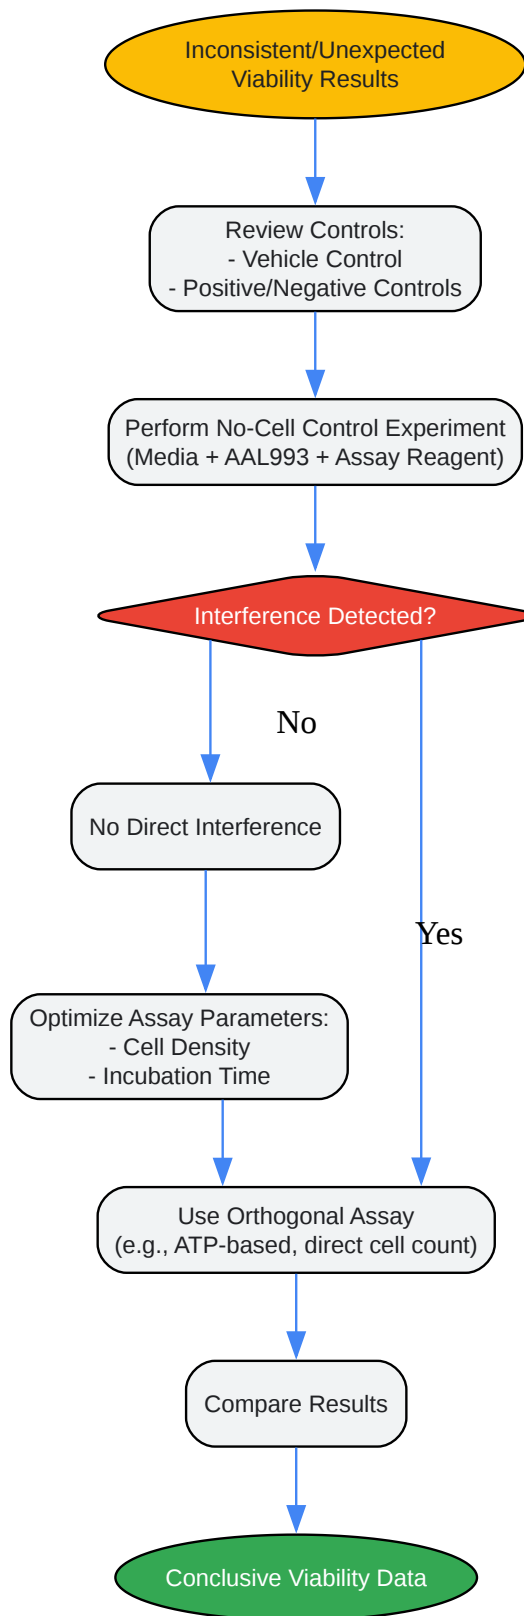 Inconsistent/Unexpected
Viability Results
Review Controls:
- Vehicle Control
- Positive/Negative Controls
Perform No-Cell Control Experiment
(Media + AAL993 + Assay Reagent)
Interference Detected?
No
No Direct Interference
Yes
Optimize Assay Parameters:
- Cell Density
- Incubation Time
Use Orthogonal Assay
(e.g., ATP-based, direct cell count)
Compare Results
Conclusive Viability Data